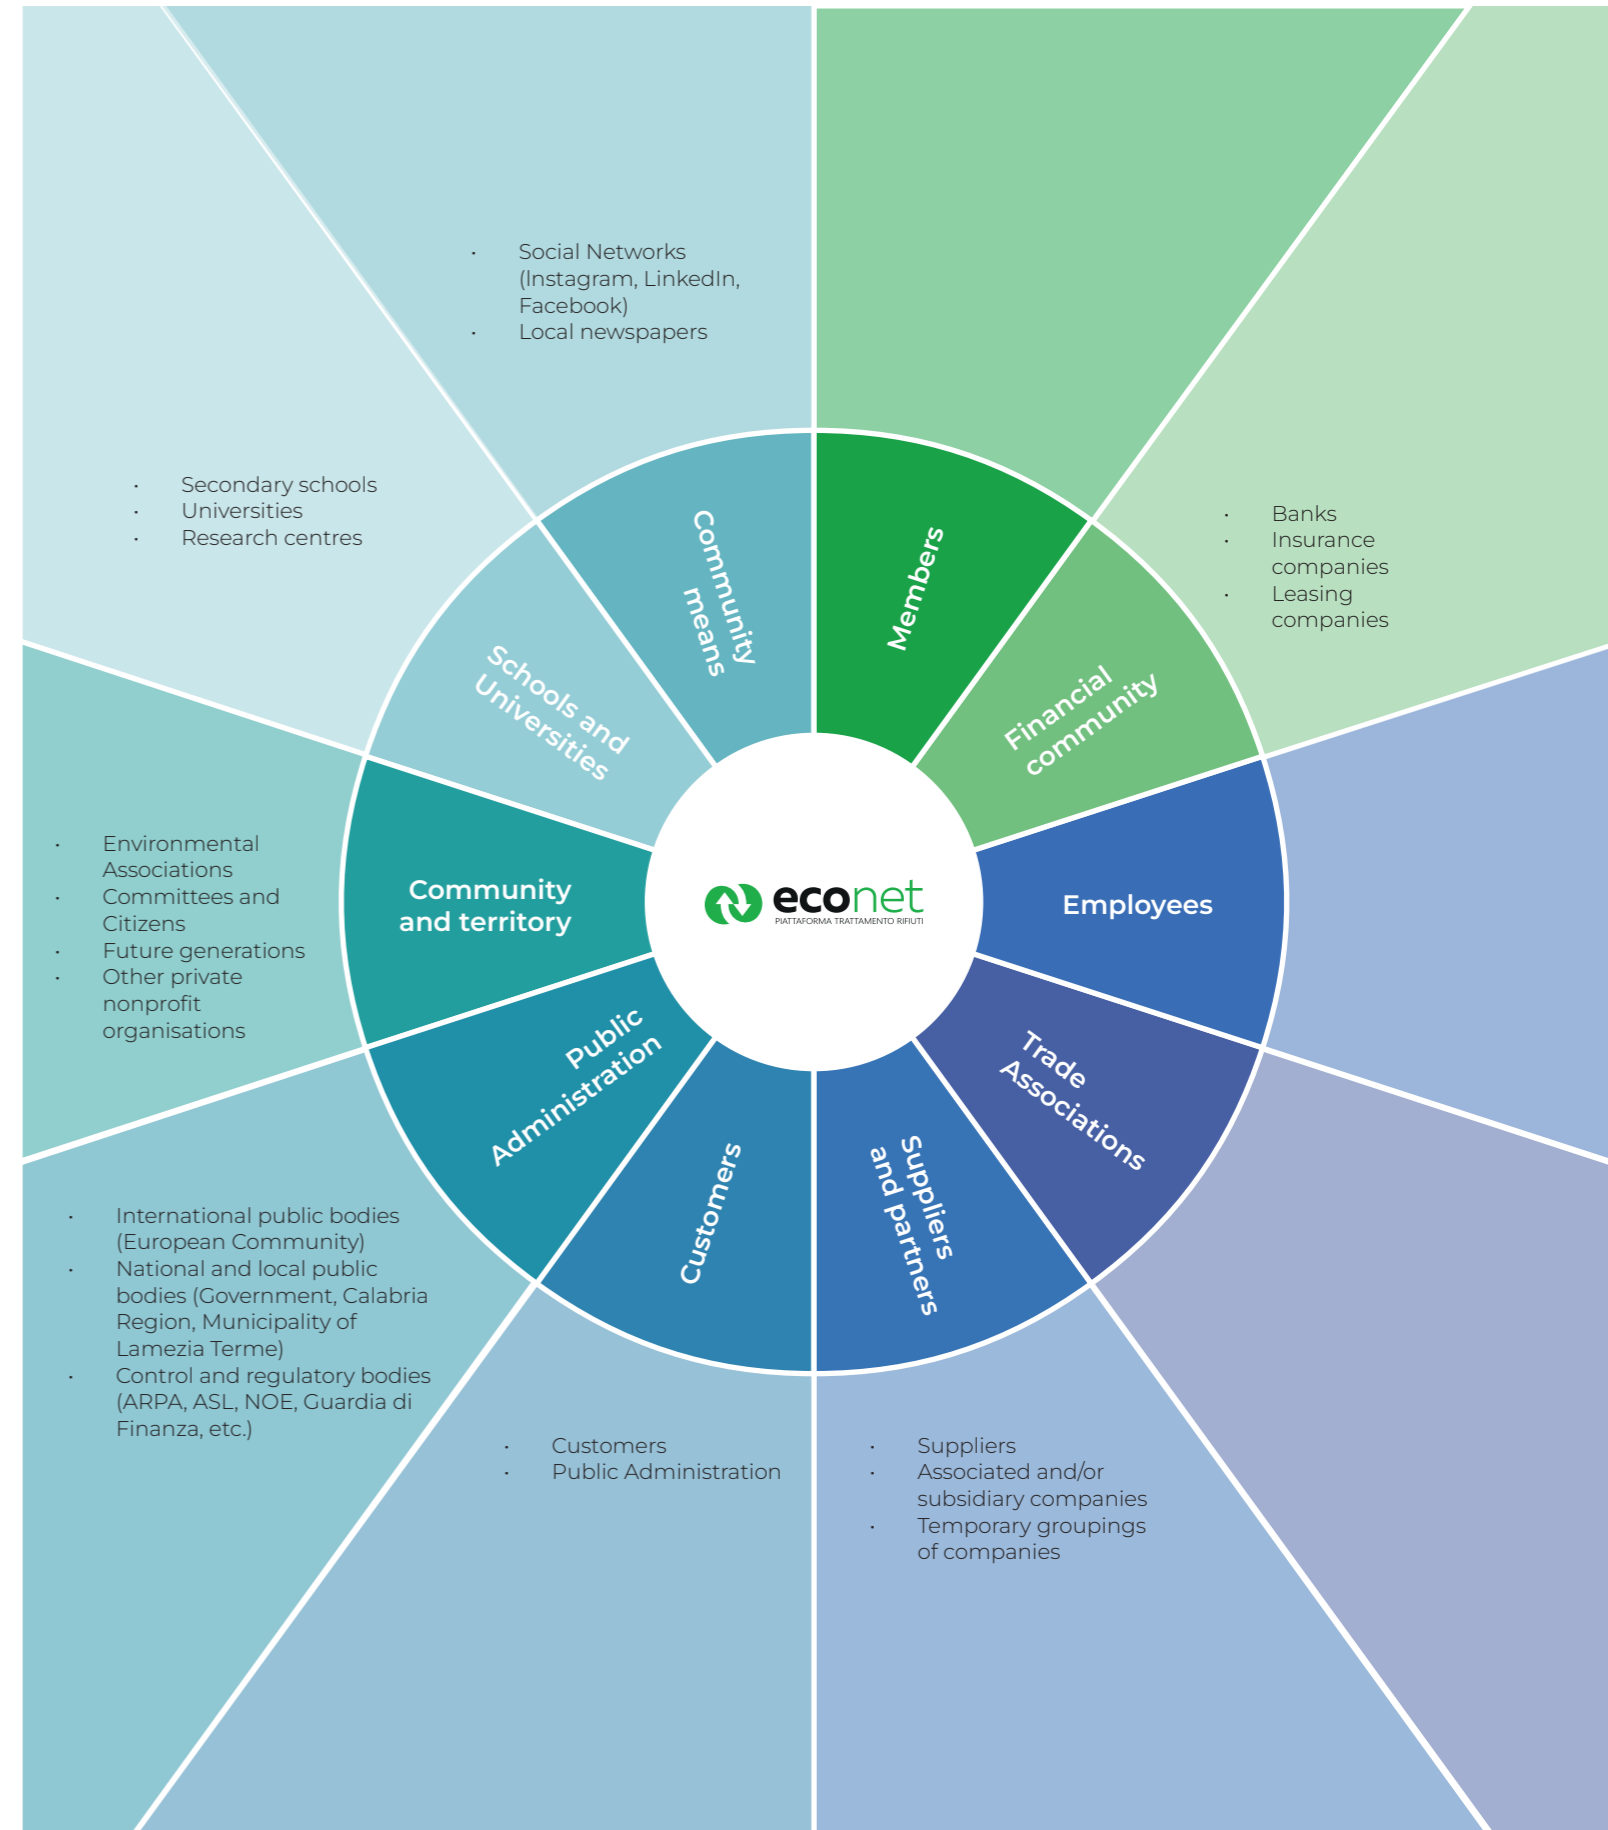 Social Networks
(Instagram, LinkedIn,
Facebook)
Local newspapers
Secondary schools
Universities
Research centres
Banks
Insurance
companies
Leasing
companies
Community
means
Members
Schools and
Universities
Financial
community
Environmental
Associations
Committees and
Citizens
Future generations
Other private
nonprofit
organisations
Community
and territory
econet
PIATTAFORMA TRATTAMENTO RIFIUTI
Employees
Public
Administration
Trade
Associations
Customers
Suppliers
and partners
International public bodies
(European Community)
National and local public
bodies (Government, Calabria
Region, Municipality of
Lamezia Terme)
Control and regulatory bodies
(ARPA, ASL, NOE, Guardia di
Finanza, etc.)
Customers
Public Administration
Suppliers
Associated and/or
subsidiary companies
Temporary groupings
of companies